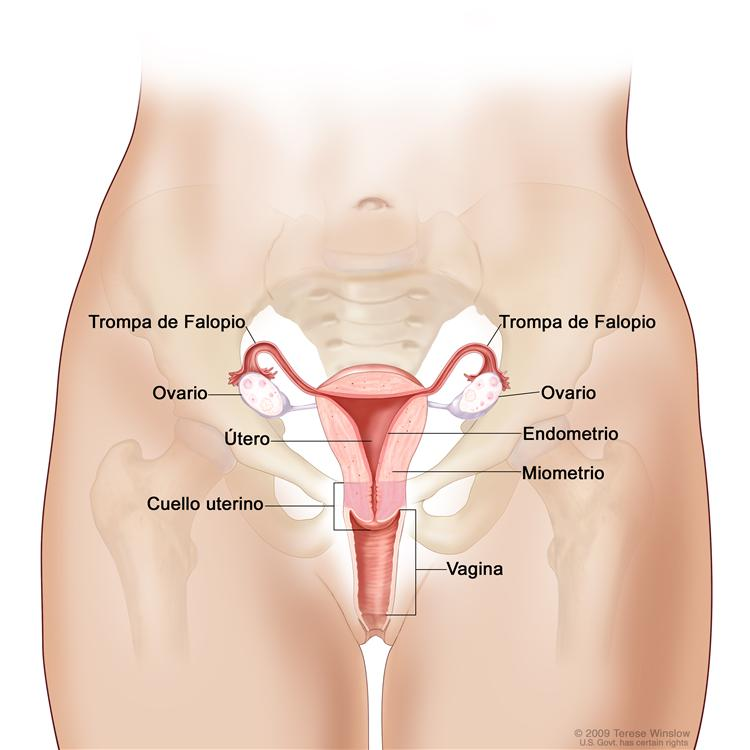 Trompa de Falopio
Trompa de Falopio
Ovario
Ovario
Útero
Endometrio
Miometrio
Cuello uterino
Vagina
© 2009 Terese Winslow
U.S. Govt. has certain rights